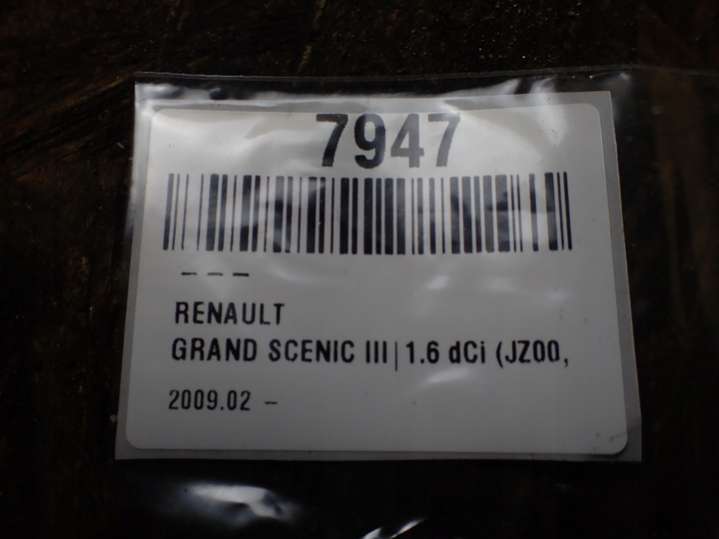 7947
– – –
RENAULT
GRAND SCENIC III | 1.6 dCi (JZ00,
2009.02 –